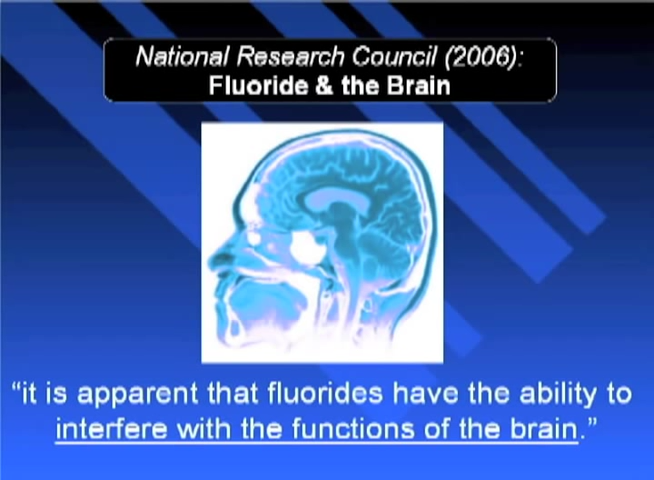 National Research Council (2006):
Fluoride & the Brain
“it is apparent that fluorides have the ability to
interfere with the functions of the brain.”